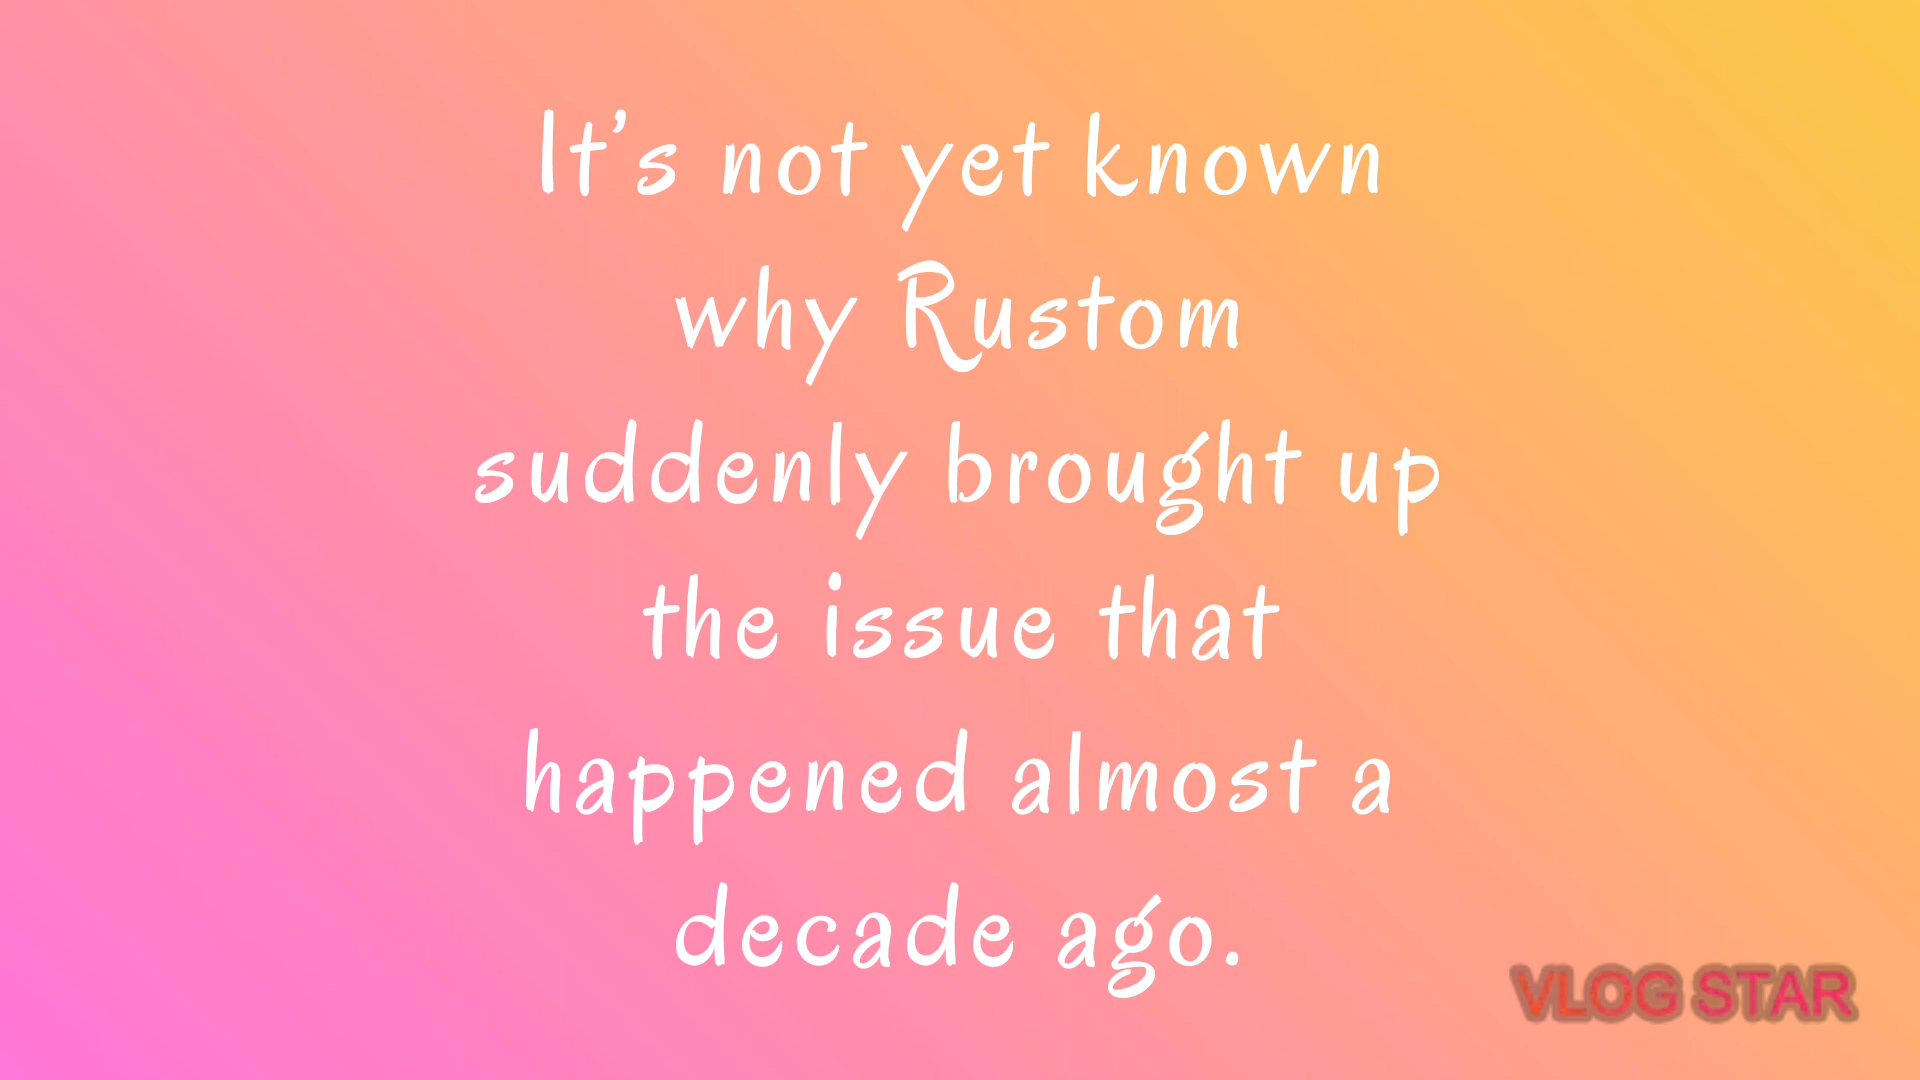 It’s not yet known
why Rustom
suddenly brought up
the issue that
happened almost a
decade ago.
VLOG STAR